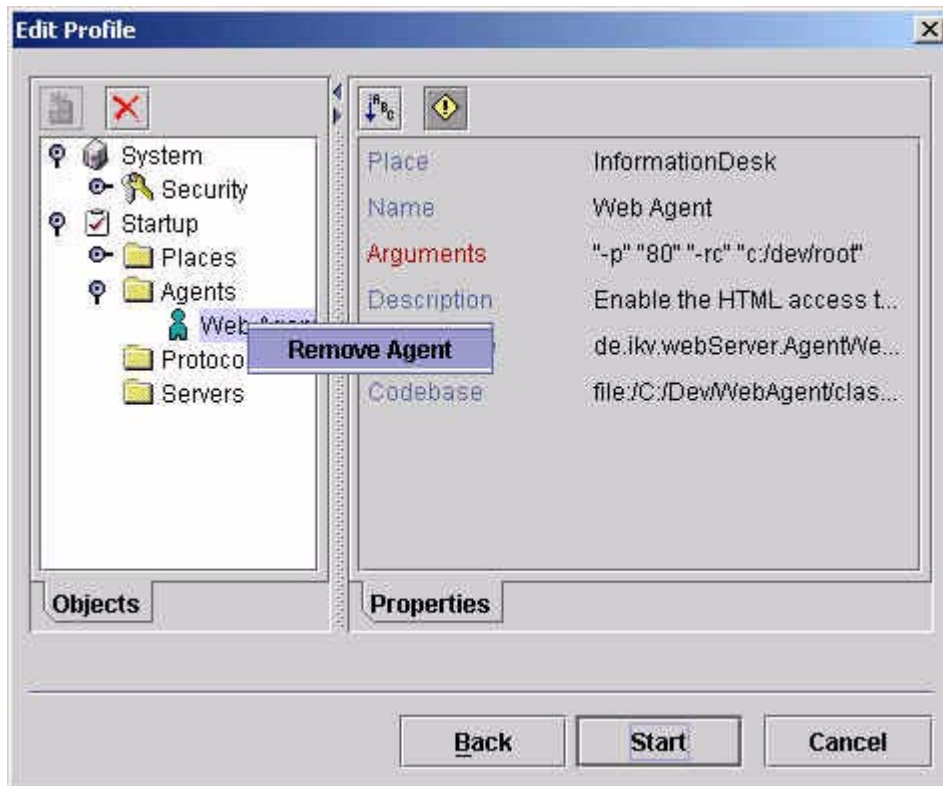 Edit Profile
System
Security
Startup
Places
Agents
Web
Protoco
Servers
Remove Agent
Objects
Place InformationDesk
Name Web Agent
Arguments "-p" "80" "-rc" "c:/dev/root"
Description Enable the HTML access t...
de.ikv.webServer.AgentWe...
Codebase file:/C:/Dev/WebAgent/clas...
Properties
Back Start Cancel